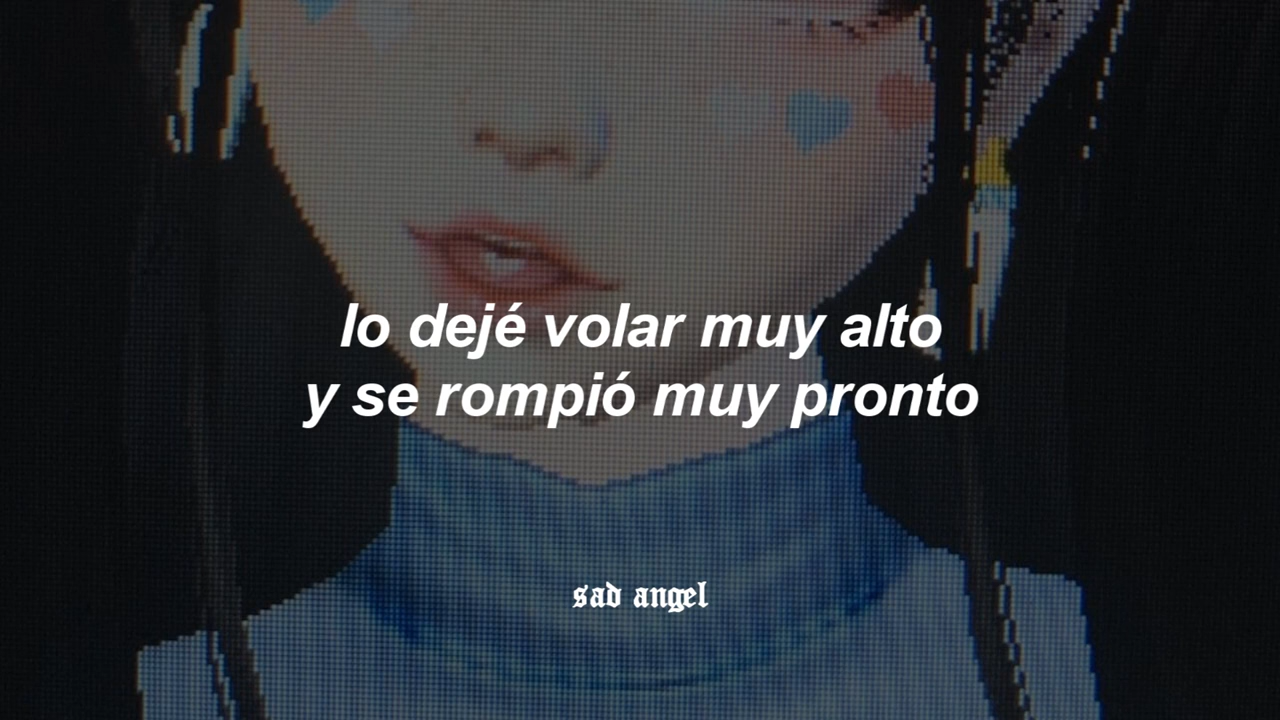 lo dejé volar muy alto
y se rompió muy pronto
sad angel